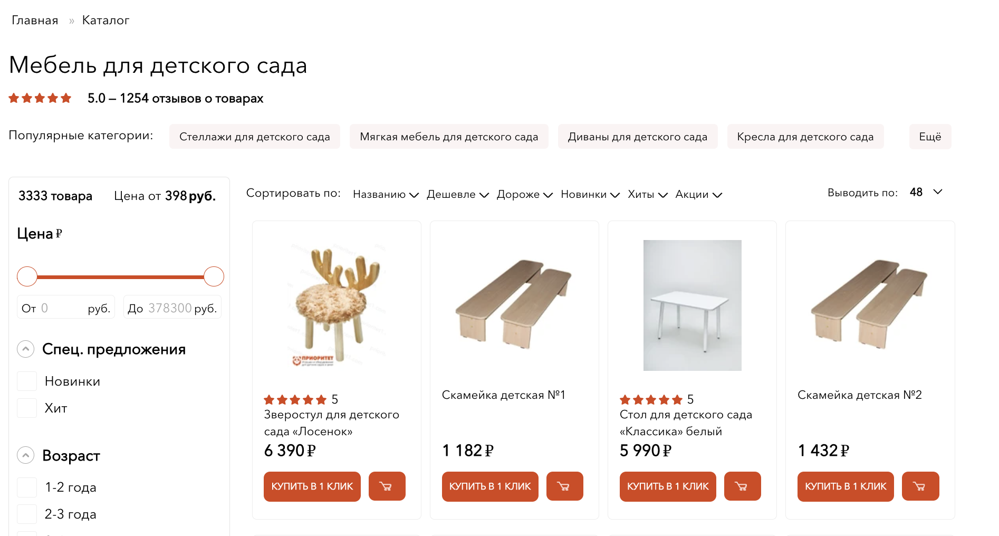 Главная » Каталог
Мебель для детского сада
5.0 — 1254 отзывов о товарах
Популярные категории: Стеллажи для детского сада Мягкая мебель для детского сада Диваны для детского сада Кресла для детского сада Ещё
3333 товара Цена от 398 руб.
Цена ₽
От 0 руб. До 378300 руб.
Спец. предложения
Новинки
Хит
Возраст
1-2 года
2-3 года
Сортировать по: Названию Дешевле Дороже Новинки Хиты Акции Выводить по: 48
ПРИОРИТЕТ
5
Зверостул для детского
сада «Лосенок»
6 390 ₽
КУПИТЬ В 1 КЛИК
Скамейка детская №1
1 182 ₽
КУПИТЬ В 1 КЛИК
5
Стол для детского сада
«Классика» белый
5 990 ₽
КУПИТЬ В 1 КЛИК
Скамейка детская №2
1 432 ₽
КУПИТЬ В 1 КЛИК